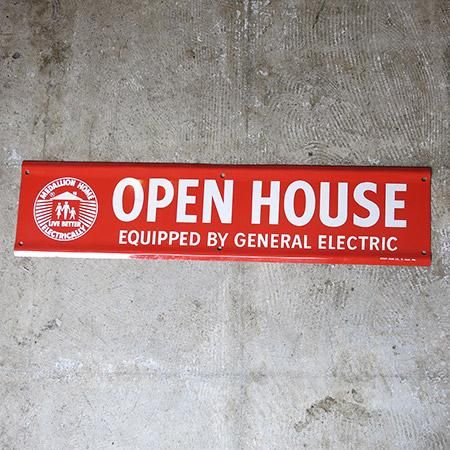 MEDALLION HOME
LIVE BETTER
ELECTRICALLY
OPEN HOUSE
EQUIPPED BY GENERAL ELECTRIC